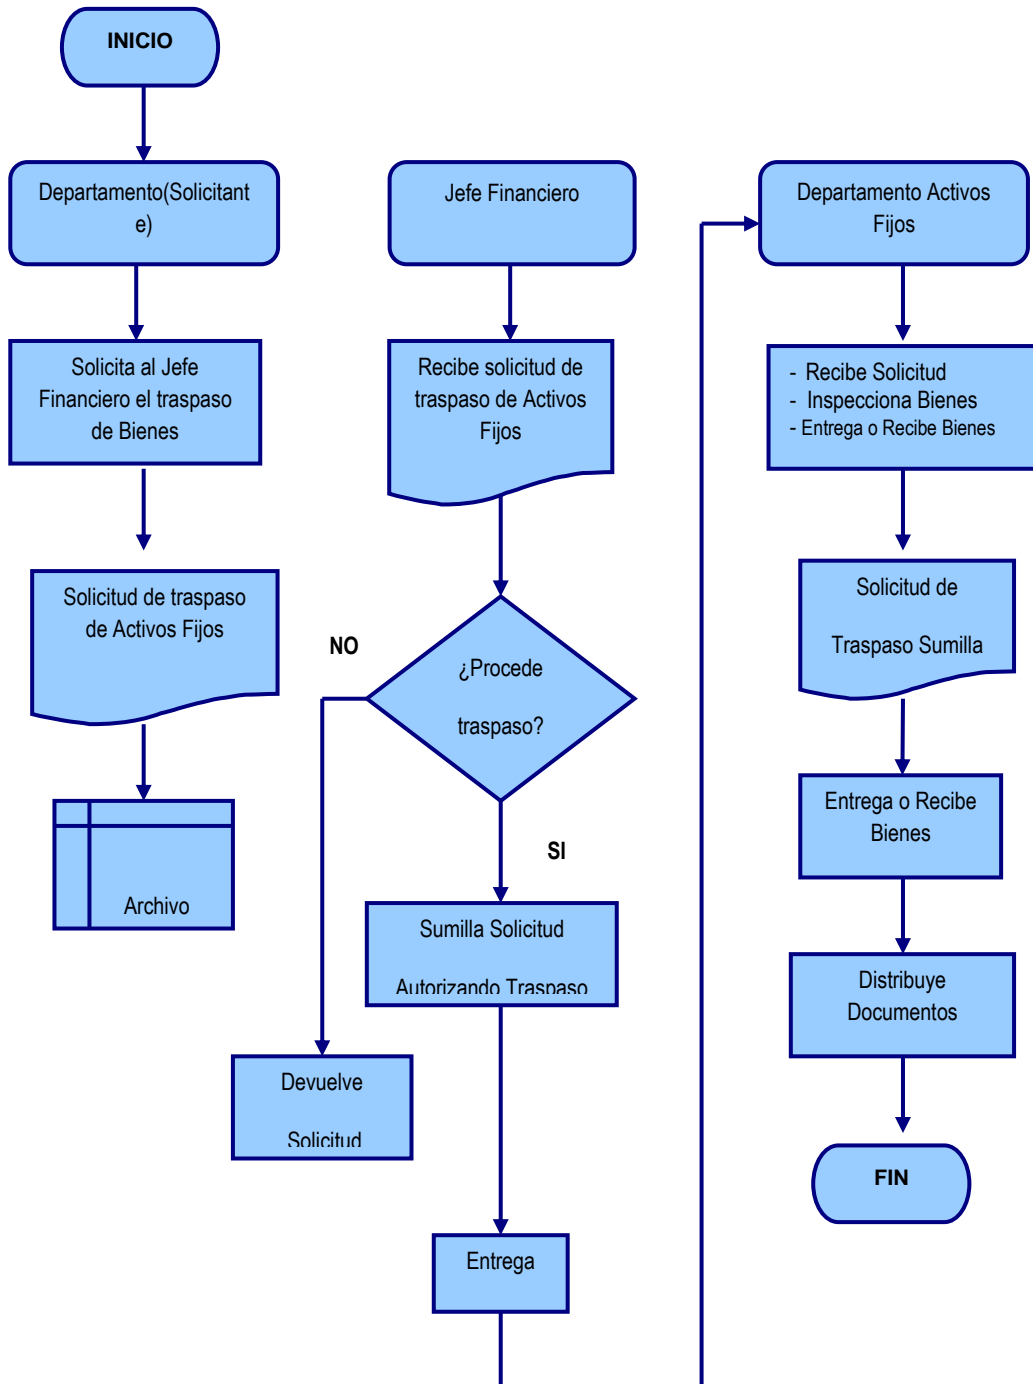 INICIO
Departamento(Solicitant
e)
Solicita al Jefe
Financiero el traspaso
de Bienes
Solicitud de traspaso
de Activos Fijos
Archivo
Jefe Financiero
Recibe solicitud de
traspaso de Activos
Fijos
¿Procede
traspaso?
NO
SI
Sumilla Solicitud
Autorizando Traspaso
Devuelve
Solicitud
Entrega
Departamento Activos
Fijos
- Recibe Solicitud
- Inspecciona Bienes
- Entrega o Recibe Bienes
Solicitud de
Traspaso Sumilla
Entrega o Recibe
Bienes
Distribuye
Documentos
FIN